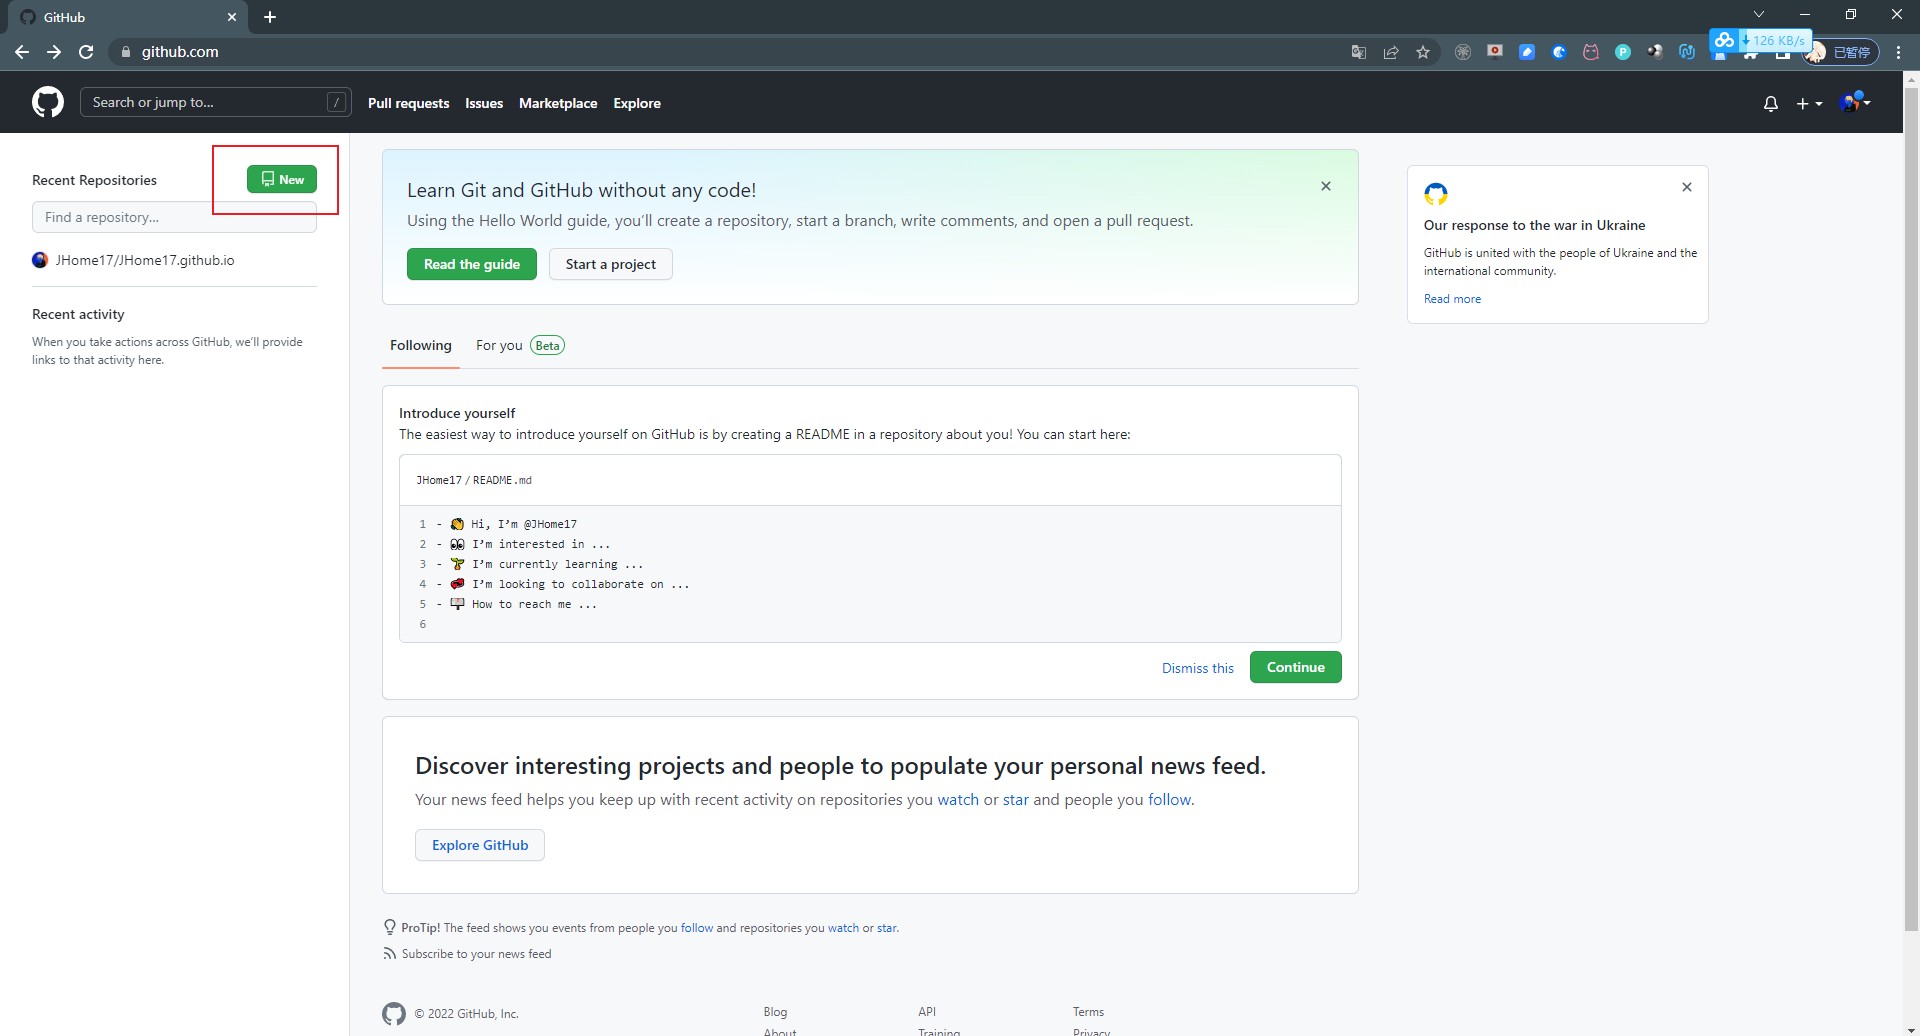 GitHub
github.com
126 KB/s
已暂停
Search or jump to...
/
Pull requests
Issues
Marketplace
Explore
Recent Repositories
New
Find a repository...
JHome17/JHome17.github.io
Recent activity
When you take actions across GitHub, we’ll provide
links to that activity here.
Learn Git and GitHub without any code!
Using the Hello World guide, you’ll create a repository, start a branch, write comments, and open a pull request.
Read the guide
Start a project
Following
For you Beta
Introduce yourself
The easiest way to introduce yourself on GitHub is by creating a README in a repository about you! You can start here:
JHome17 / README.md
1 - 👋 Hi, I’m @JHome17
2 - 👀 I’m interested in ...
3 - 🌱 I’m currently learning ...
4 - 💞️ I’m looking to collaborate on ...
5 - 📫 How to reach me ...
6
Dismiss this
Continue
Discover interesting projects and people to populate your personal news feed.
Your news feed helps you keep up with recent activity on repositories you watch or star and people you follow.
Explore GitHub
ProTip! The feed shows you events from people you follow and repositories you watch or star.
Subscribe to your news feed
Our response to the war in Ukraine
GitHub is united with the people of Ukraine and the
international community.
Read more
© 2022 GitHub, Inc.
Blog
API
Terms
About
Training
Privacy